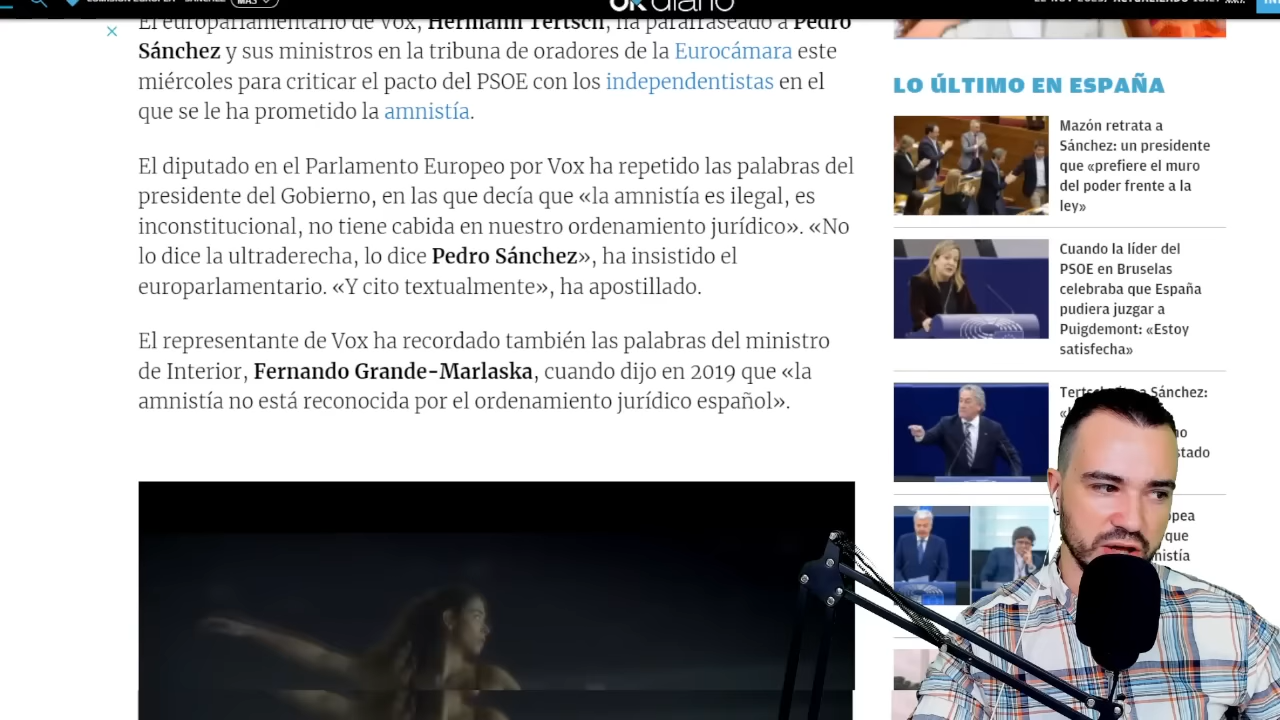 MÁS
okdiario
El europarlamentario de Vox, Hermann Tertsch, ha parafraseado a Pedro
Sánchez y sus ministros en la tribuna de oradores de la Eurocámara este
miércoles para criticar el pacto del PSOE con los independentistas en el
que se le ha prometido la amnistía.
El diputado en el Parlamento Europeo por Vox ha repetido las palabras del
presidente del Gobierno, en las que decía que «la amnistía es ilegal, es
inconstitucional, no tiene cabida en nuestro ordenamiento jurídico». «No
lo dice la ultraderecha, lo dice Pedro Sánchez», ha insistido el
europarlamentario. «Y cito textualmente», ha apostillado.
El representante de Vox ha recordado también las palabras del ministro
de Interior, Fernando Grande-Marlaska, cuando dijo en 2019 que «la
amnistía no está reconocida por el ordenamiento jurídico español».
LO ÚLTIMO EN ESPAÑA
Mazón retrata a
Sánchez: un presidente
que «prefiere el muro
del poder frente a la
ley»
Cuando la líder del
PSOE en Bruselas
celebraba que España
pudiera juzgar a
Puigdemont: «Estoy
satisfecha»
a Sánchez:
que